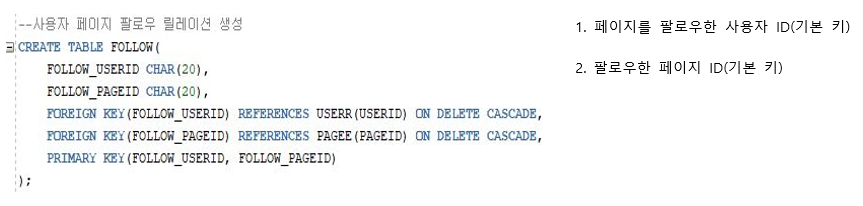 --사용자 페이지 팔로우 릴레이션 생성
CREATE TABLE FOLLOW(
FOLLOW_USERID CHAR(20),
FOLLOW_PAGEID CHAR(20),
FOREIGN KEY(FOLLOW_USERID) REFERENCES USERR(USERID) ON DELETE CASCADE,
FOREIGN KEY(FOLLOW_PAGEID) REFERENCES PAGEE(PAGEID) ON DELETE CASCADE,
PRIMARY KEY(FOLLOW_USERID, FOLLOW_PAGEID)
);
1. 페이지를 팔로우한 사용자 ID(기본 키)
2. 팔로우한 페이지 ID(기본 키)